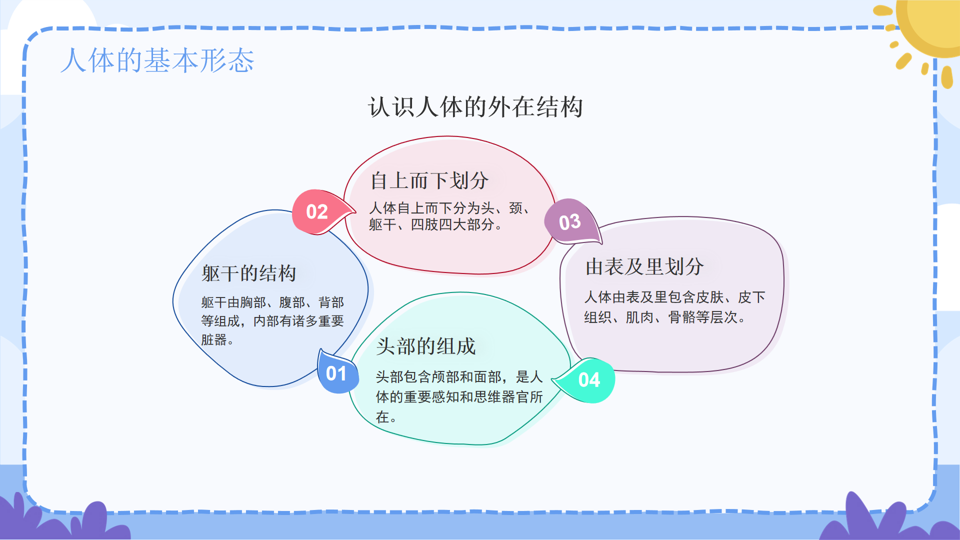 人体的基本形态
认识人体的外在结构
自上而下划分
人体自上而下分为头、颈、
躯干、四肢四大部分。
02
03
躯干的结构
躯干由胸部、腹部、背部
等组成，内部有诸多重要
脏器。
01
由表及里划分
人体由表及里包含皮肤、皮下
组织、肌肉、骨骼等层次。
头部的组成
头部包含颅部和面部，是人
体的重要感知和思维器官所
在。
04